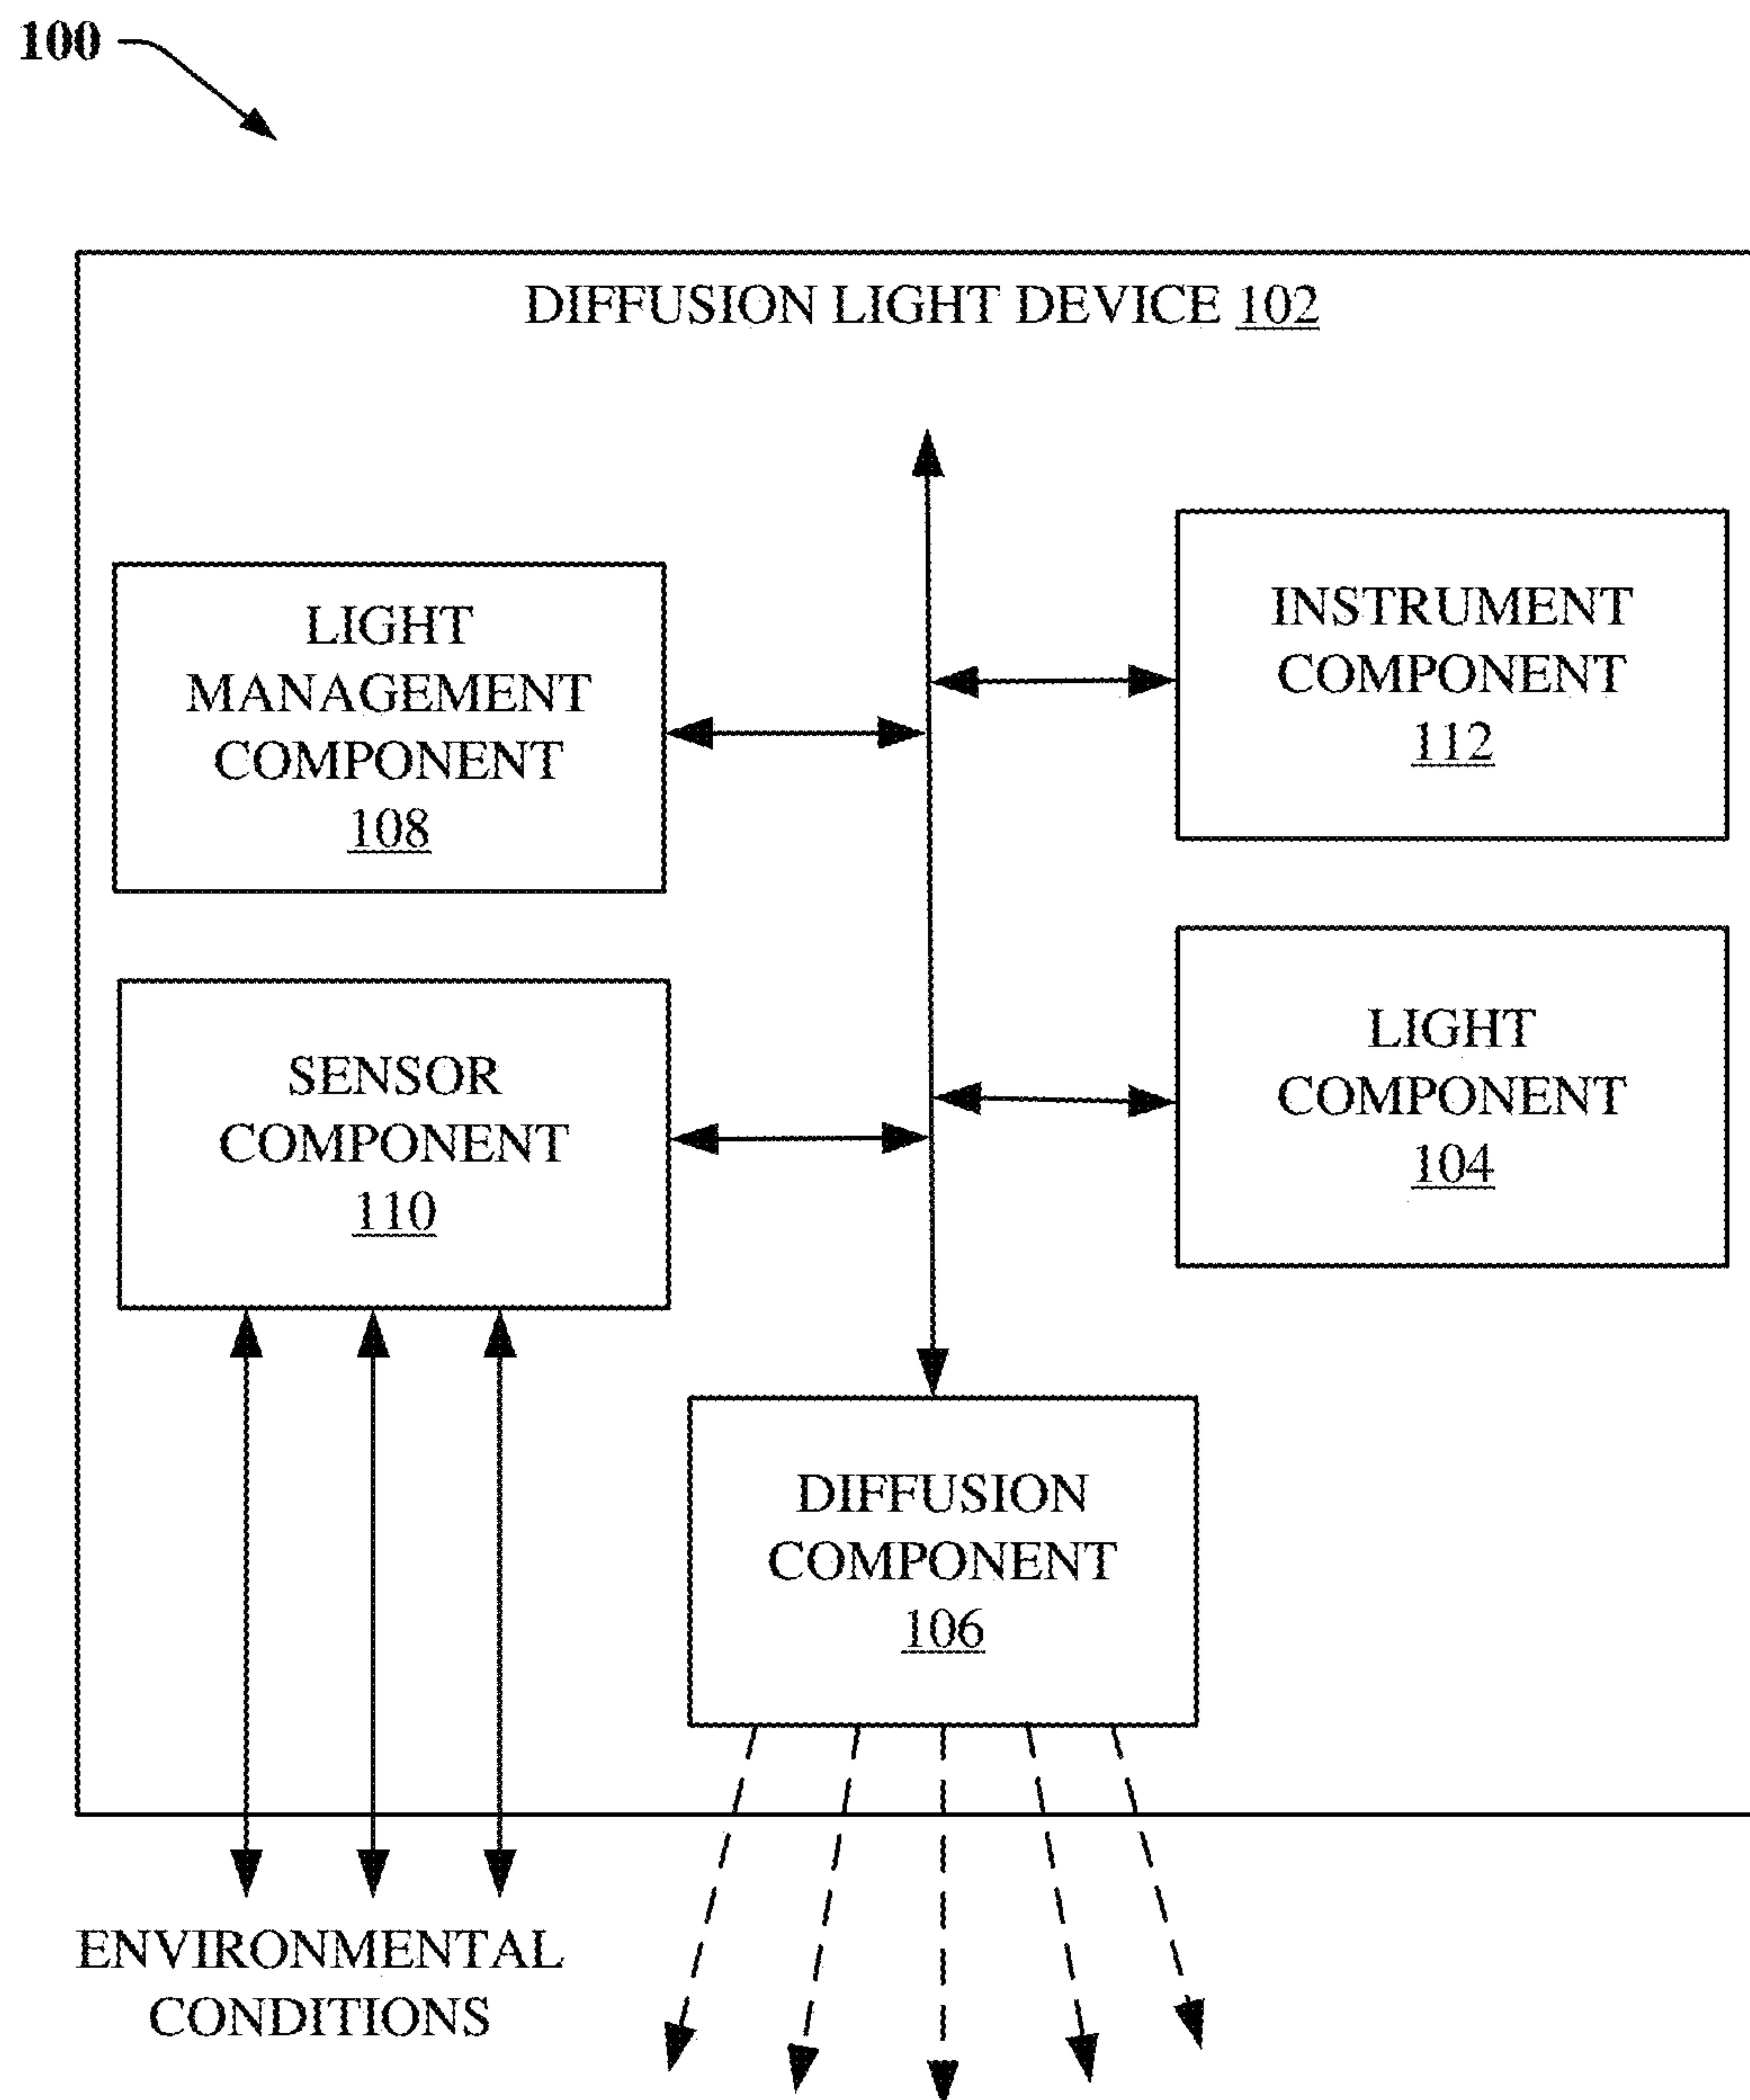 100
DIFFUSION LIGHT DEVICE 102
LIGHT
MANAGEMENT
COMPONENT
108
INSTRUMENT
COMPONENT
112
SENSOR
COMPONENT
110
LIGHT
COMPONENT
104
DIFFUSION
COMPONENT
106
ENVIRONMENTAL
CONDITIONS